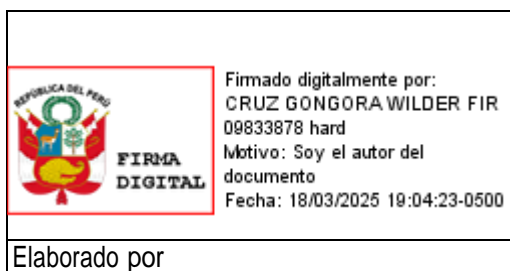 REPÚBLICA DEL PERÚ
FIRMA
DIGITAL
Firmado digitalmente por:
CRUZ GONGORA WILDER FIR
09833878 hard
Motivo: Soy el autor del
documento
Fecha: 18/03/2025 19:04:23-0500
Elaborado por